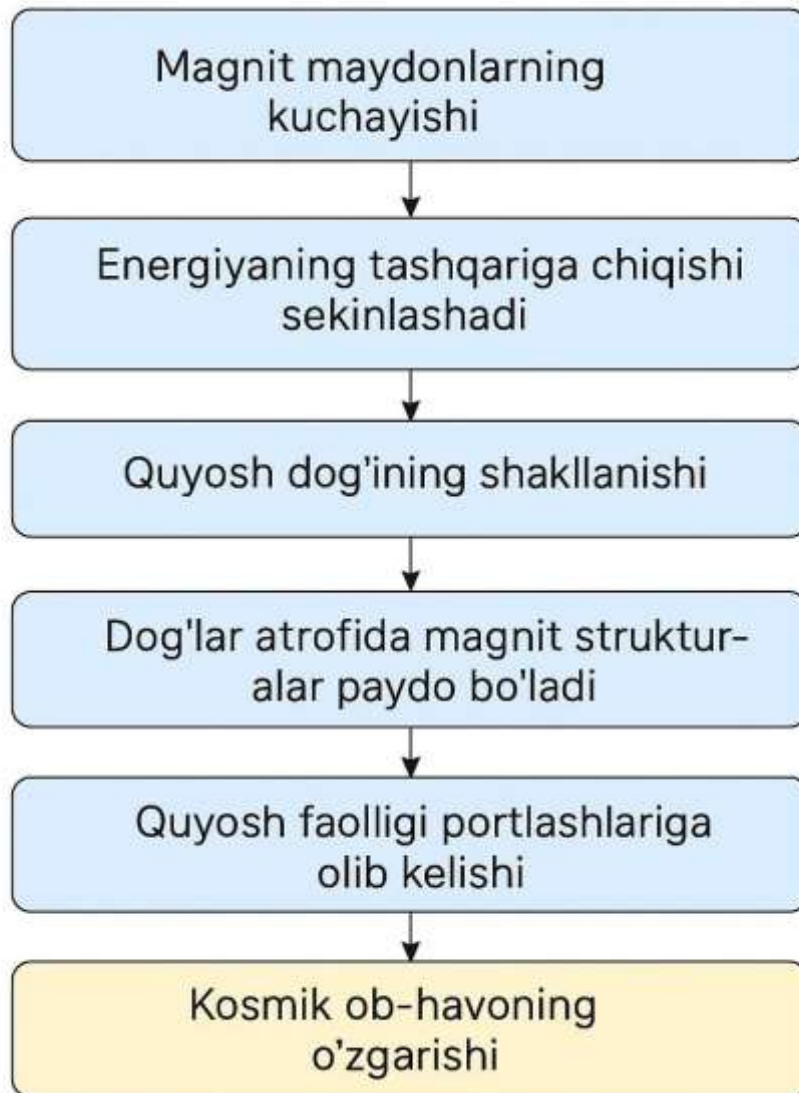 Magnit maydonlarning
kuchayishi
Energiyaning tashqariga chiqishi
sekinlashadi
Quyosh dog'ining shakllanishi
Dog'lar atrofida magnit struktur-
alar paydo bo'ladi
Quyosh faolligi portlashlariga
olib kelishi
Kosmik ob-havoning
o’zgarishi